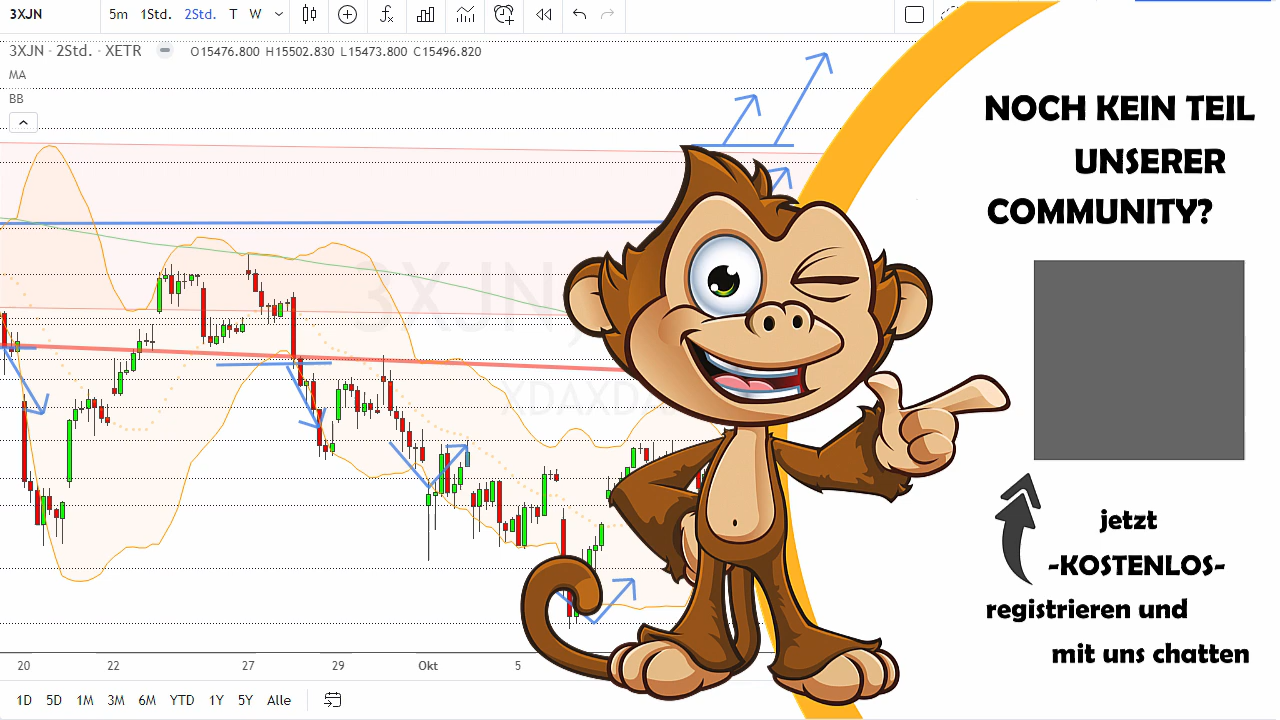 3XJN 5m 1Std. 2Std. T W
3XJN · 2Std. · XETR O15476.800 H15502.830 L15473.800 C15496.820
MA
BB
NOCH KEIN TEIL
UNSERER
COMMUNITY?
3XJN
jetzt
-KOSTENLOS-
registrieren und
mit uns chatten
20 22 27 29 Okt 5
1D 5D 1M 3M 6M YTD 1Y 5Y Alle